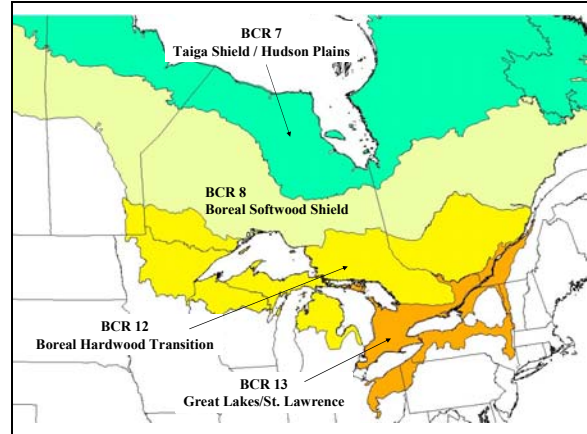 BCR 7
Taiga Shield / Hudson Plains
BCR 8
Boreal Softwood Shield
BCR 12
Boreal Hardwood Transition
BCR 13
Great Lakes/St. Lawrence